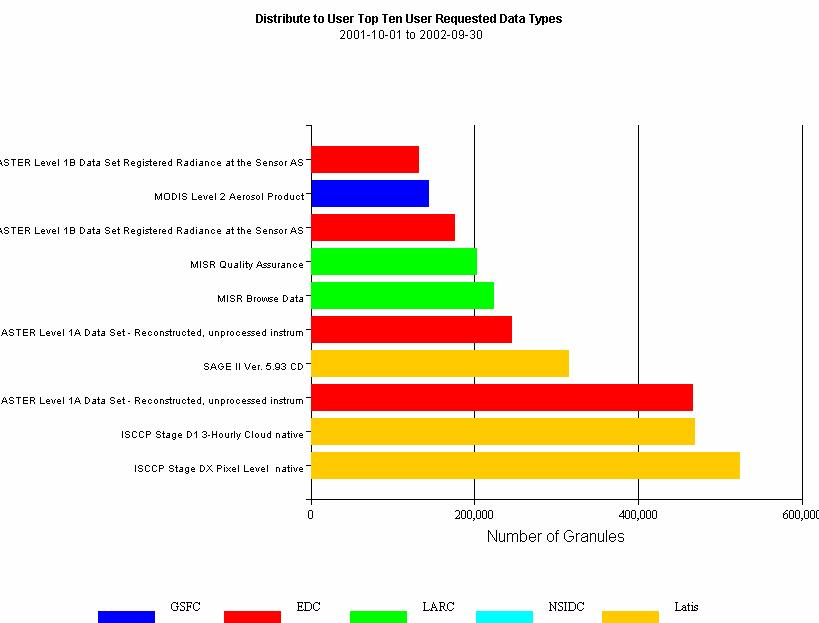 Distribute to User Top Ten User Requested Data Types
2001-10-01 to 2002-09-30
ASTER Level 1B Data Set Registered Radiance at the Sensor AS
MODIS Level 2 Aerosol Product
ASTER Level 1B Data Set Registered Radiance at the Sensor AS
MISR Quality Assurance
MISR Browse Data
ASTER Level 1A Data Set - Reconstructed, unprocessed instrum
SAGE II Ver. 5.93 CD
ASTER Level 1A Data Set - Reconstructed, unprocessed instrum
ISCCP Stage D1 3-Hourly Cloud native
ISCCP Stage DX Pixel Level native
0 200,000 400,000 600,000
Number of Granules
GSFC EDC LARC NSIDC Latis